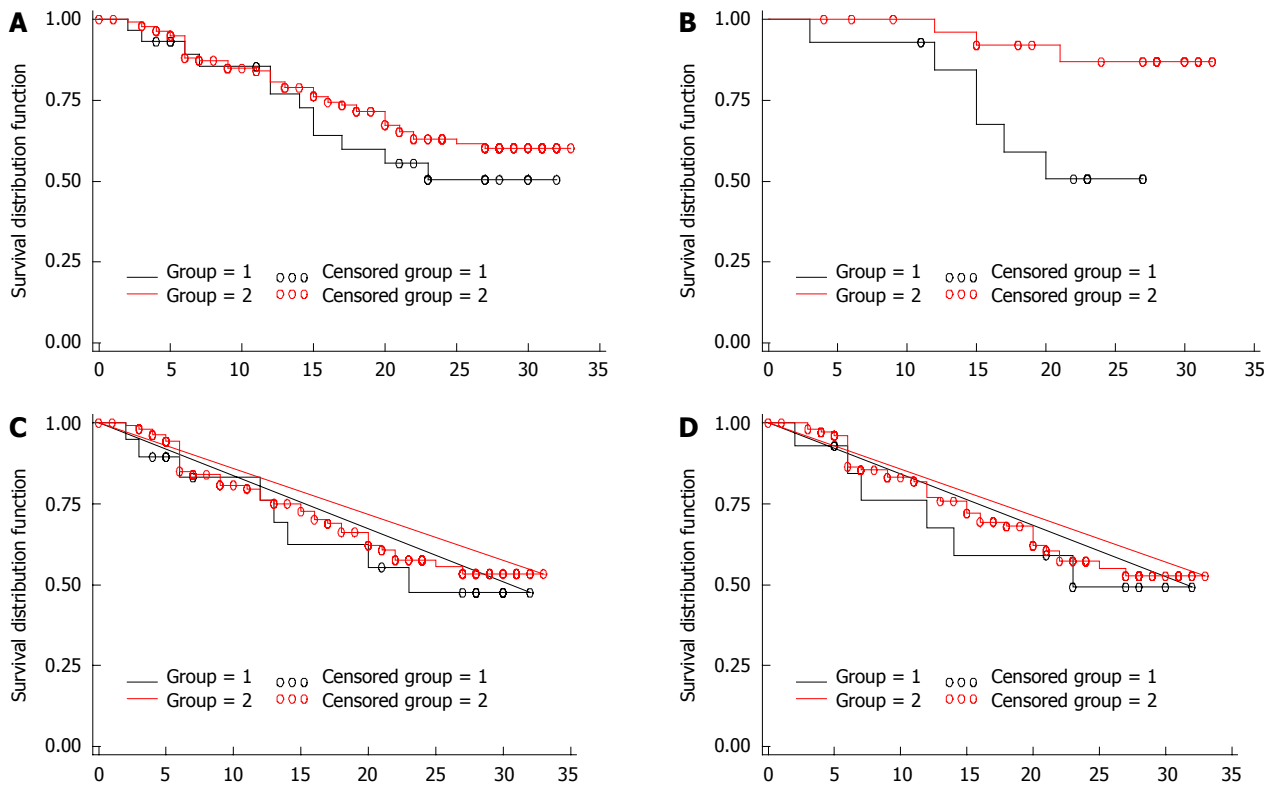 A
Survival distribution function
1.00
0.75
0.50
0.25
0.00
Group = 1
Group = 2
Censored group = 1
Censored group = 2
0 5 10 15 20 25 30 35
B
Survival distribution function
1.00
0.75
0.50
0.25
0.00
Group = 1
Group = 2
Censored group = 1
Censored group = 2
0 5 10 15 20 25 30 35
C
Survival distribution function
1.00
0.75
0.50
0.25
0.00
Group = 1
Group = 2
Censored group = 1
Censored group = 2
0 5 10 15 20 25 30 35
D
Survival distribution function
1.00
0.75
0.50
0.25
0.00
Group = 1
Group = 2
Censored group = 1
Censored group = 2
0 5 10 15 20 25 30 35